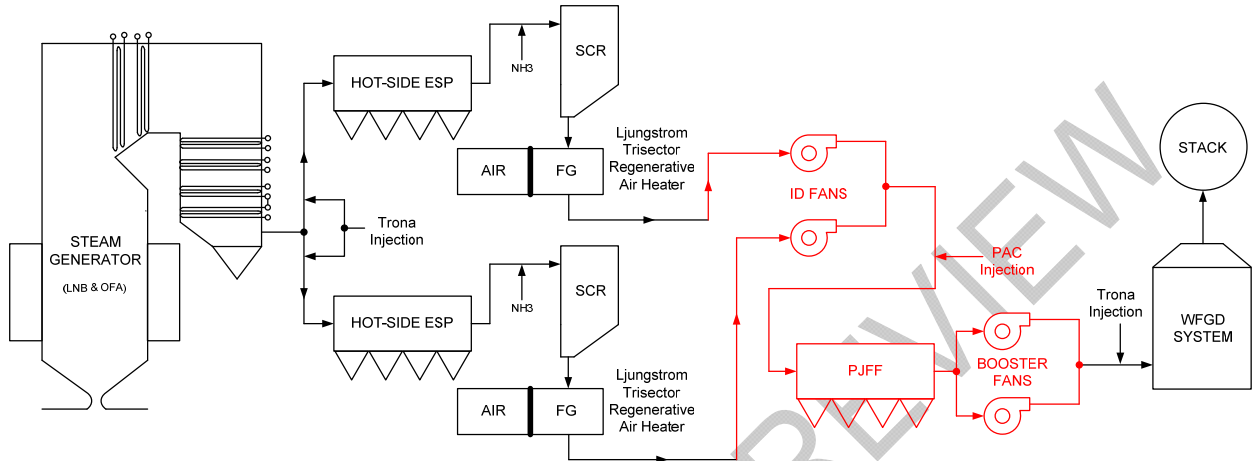 STEAM
GENERATOR
(LNB & OFA)
Trona
Injection
HOT-SIDE ESP
NH3
SCR
AIR
FG
Ljungstrom
Trisector
Regenerative
Air Heater
HOT-SIDE ESP
NH3
SCR
AIR
FG
Ljungstrom
Trisector
Regenerative
Air Heater
ID FANS
PAC
Injection
PJFF
BOOSTER
FANS
Trona
Injection
WFGD
SYSTEM
STACK
REVIEW